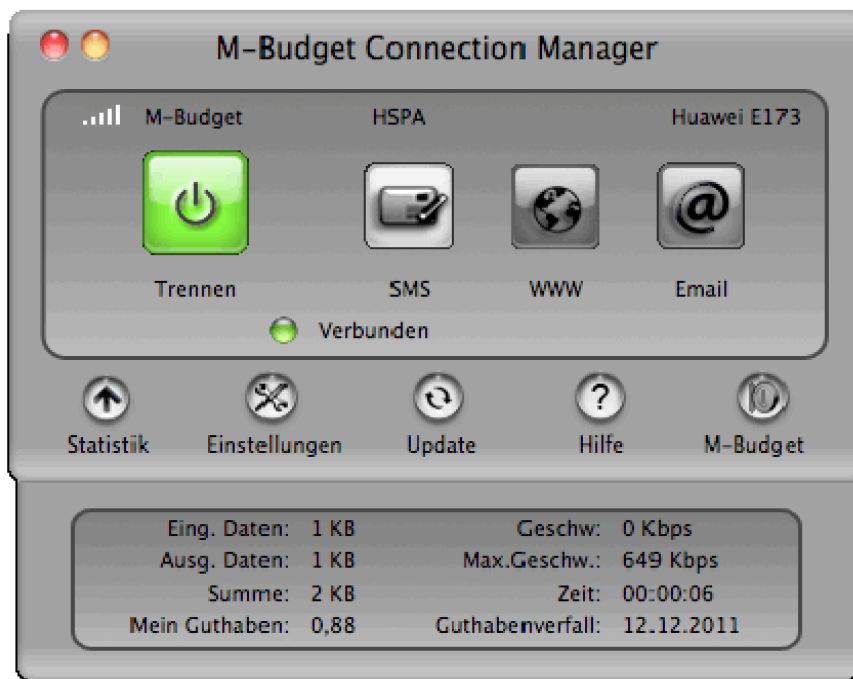 M-Budget Connection Manager
M-Budget HSPA Huawei E173
Trennen SMS WWW Email
Verbunden
Statistik Einstellungen Update Hilfe M-Budget
Eing. Daten: 1 KB Geschw: 0 Kbps
Ausg. Daten: 1 KB Max.Geschw.: 649 Kbps
Summe: 2 KB Zeit: 00:00:06
Mein Guthaben: 0,88 Guthabenverfall: 12.12.2011